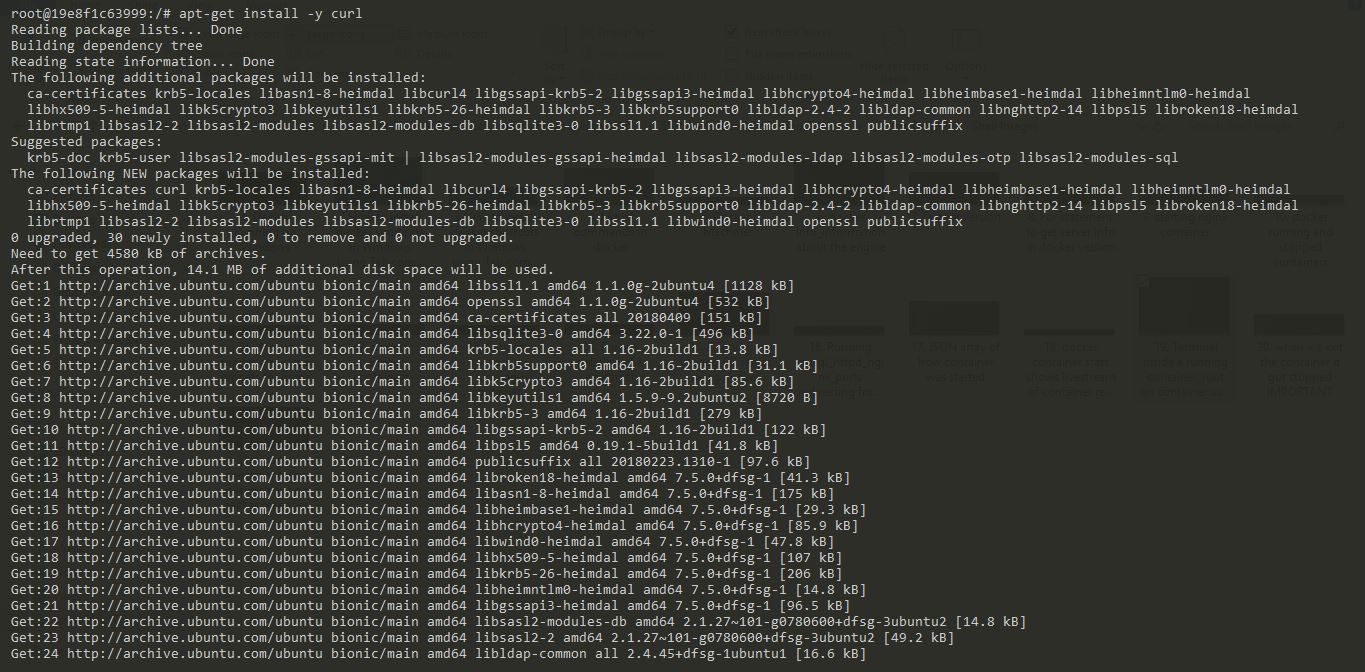 root@19e8f1c63999:/# apt-get install -y curl
Reading package lists... Done
Building dependency tree
Reading state information... Done
The following additional packages will be installed:
  ca-certificates krb5-locales libasn1-8-heimdal libcurl4 libgssapi-krb5-2 libgssapi3-heimdal libhcrypto4-heimdal libheimbase1-heimdal libheimntlm0-heimdal
  libhx509-5-heimdal libk5crypto3 libkeyutils1 libkrb5-26-heimdal libkrb5-3 libkrb5support0 libldap-2.4-2 libldap-common libnghttp2-14 libpsl5 libroken18-heimdal
  librtmp1 libsasl2-2 libsasl2-modules libsasl2-modules-db libsqlite3-0 libssl1.1 libwind0-heimdal openssl publicsuffix
Suggested packages:
  krb5-doc krb5-user libsasl2-modules-gssapi-mit | libsasl2-modules-gssapi-heimdal libsasl2-modules-ldap libsasl2-modules-otp libsasl2-modules-sql
The following NEW packages will be installed:
  ca-certificates curl krb5-locales libasn1-8-heimdal libcurl4 libgssapi-krb5-2 libgssapi3-heimdal libhcrypto4-heimdal libheimbase1-heimdal libheimntlm0-heimdal
  libhx509-5-heimdal libk5crypto3 libkeyutils1 libkrb5-26-heimdal libkrb5-3 libkrb5support0 libldap-2.4-2 libldap-common libnghttp2-14 libpsl5 libroken18-heimdal
  librtmp1 libsasl2-2 libsasl2-modules libsasl2-modules-db libsqlite3-0 libssl1.1 libwind0-heimdal openssl publicsuffix
0 upgraded, 30 newly installed, 0 to remove and 0 not upgraded.
Need to get 4580 kB of archives.
After this operation, 14.1 MB of additional disk space will be used.
Get:1 http://archive.ubuntu.com/ubuntu bionic/main amd64 libssl1.1 amd64 1.1.0g-2ubuntu4 [1128 kB]
Get:2 http://archive.ubuntu.com/ubuntu bionic/main amd64 openssl amd64 1.1.0g-2ubuntu4 [532 kB]
Get:3 http://archive.ubuntu.com/ubuntu bionic/main amd64 ca-certificates all 20180409 [151 kB]
Get:4 http://archive.ubuntu.com/ubuntu bionic/main amd64 libsqlite3-0 amd64 3.22.0-1 [496 kB]
Get:5 http://archive.ubuntu.com/ubuntu bionic/main amd64 krb5-locales all 1.16-2build1 [13.8 kB]
Get:6 http://archive.ubuntu.com/ubuntu bionic/main amd64 libkrb5support0 amd64 1.16-2build1 [31.1 kB]
Get:7 http://archive.ubuntu.com/ubuntu bionic/main amd64 libk5crypto3 amd64 1.16-2build1 [85.6 kB]
Get:8 http://archive.ubuntu.com/ubuntu bionic/main amd64 libkeyutils1 amd64 1.5.9-9.2ubuntu2 [8720 B]
Get:9 http://archive.ubuntu.com/ubuntu bionic/main amd64 libkrb5-3 amd64 1.16-2build1 [279 kB]
Get:10 http://archive.ubuntu.com/ubuntu bionic/main amd64 libgssapi-krb5-2 amd64 1.16-2build1 [122 kB]
Get:11 http://archive.ubuntu.com/ubuntu bionic/main amd64 libpsl5 amd64 0.19.1-5build1 [41.8 kB]
Get:12 http://archive.ubuntu.com/ubuntu bionic/main amd64 publicsuffix all 20180223.1310-1 [97.6 kB]
Get:13 http://archive.ubuntu.com/ubuntu bionic/main amd64 libroken18-heimdal amd64 7.5.0+dfsg-1 [41.3 kB]
Get:14 http://archive.ubuntu.com/ubuntu bionic/main amd64 libasn1-8-heimdal amd64 7.5.0+dfsg-1 [175 kB]
Get:15 http://archive.ubuntu.com/ubuntu bionic/main amd64 libheimbase1-heimdal amd64 7.5.0+dfsg-1 [29.3 kB]
Get:16 http://archive.ubuntu.com/ubuntu bionic/main amd64 libhcrypto4-heimdal amd64 7.5.0+dfsg-1 [85.9 kB]
Get:17 http://archive.ubuntu.com/ubuntu bionic/main amd64 libwind0-heimdal amd64 7.5.0+dfsg-1 [47.8 kB]
Get:18 http://archive.ubuntu.com/ubuntu bionic/main amd64 libhx509-5-heimdal amd64 7.5.0+dfsg-1 [107 kB]
Get:19 http://archive.ubuntu.com/ubuntu bionic/main amd64 libkrb5-26-heimdal amd64 7.5.0+dfsg-1 [206 kB]
Get:20 http://archive.ubuntu.com/ubuntu bionic/main amd64 libheimntlm0-heimdal amd64 7.5.0+dfsg-1 [14.8 kB]
Get:21 http://archive.ubuntu.com/ubuntu bionic/main amd64 libgssapi3-heimdal amd64 7.5.0+dfsg-1 [96.5 kB]
Get:22 http://archive.ubuntu.com/ubuntu bionic/main amd64 libsasl2-modules-db amd64 2.1.27~101-g0780600+dfsg-3ubuntu2 [14.8 kB]
Get:23 http://archive.ubuntu.com/ubuntu bionic/main amd64 libsasl2-2 amd64 2.1.27~101-g0780600+dfsg-3ubuntu2 [49.2 kB]
Get:24 http://archive.ubuntu.com/ubuntu bionic/main amd64 libldap-common all 2.4.45+dfsg-1ubuntu1 [16.6 kB]